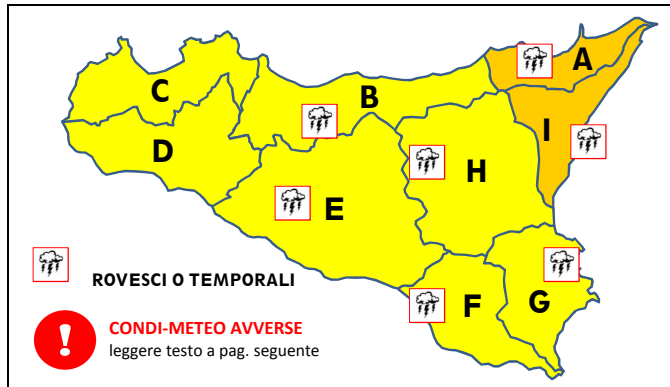 A
C
B
I
D
H
E
F
G
ROVESCI O TEMPORALI
!
CONDI-METEO AVVERSE
leggere testo a pag. seguente